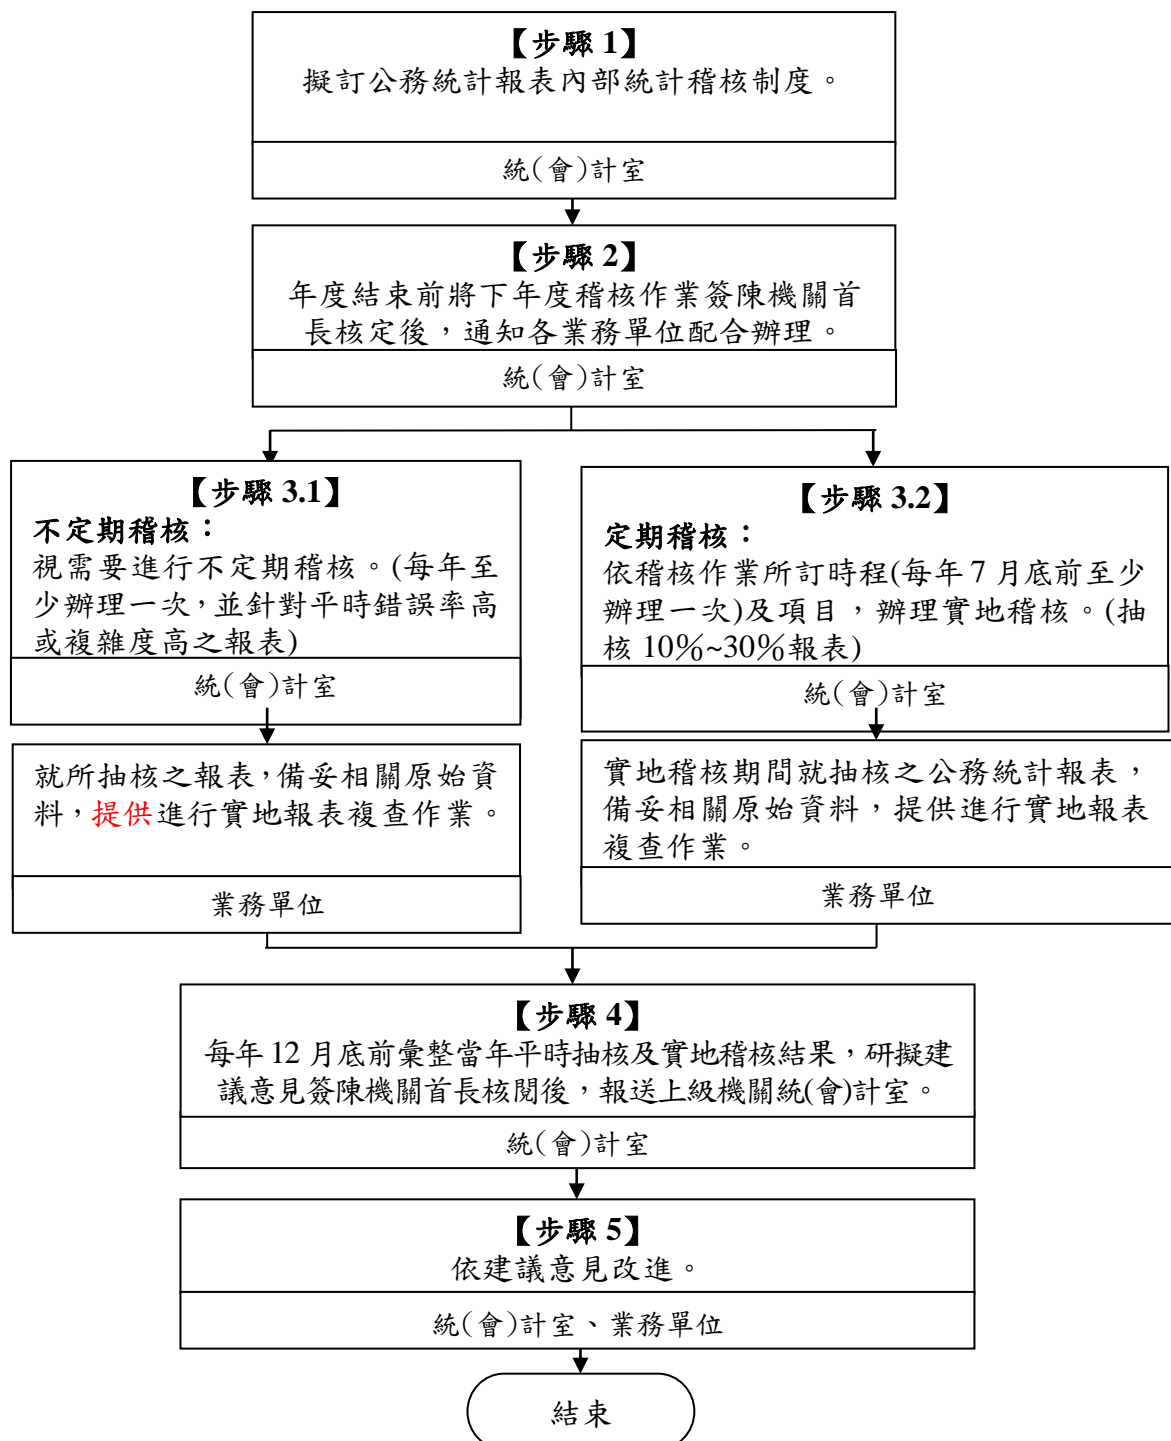 【步驟 1】
擬訂公務統計報表內部統計稽核制度。
統(會)計室
【步驟 2】
年度結束前將下年度稽核作業簽陳機關首
長核定後，通知各業務單位配合辦理。
統(會)計室
【步驟 3.1】
不定期稽核：
視需要進行不定期稽核。(每年至
少辦理一次，並針對平時錯誤率高
或複雜度高之報表)
統(會)計室
就所抽核之報表，備妥相關原始資
料，提供進行實地報表複查作業。
業務單位
【步驟 3.2】
定期稽核：
依稽核作業所訂時程(每年 7 月底前至少
辦理一次)及項目，辦理實地稽核。(抽
核 10%~30%報表)
統(會)計室
實地稽核期間就抽核之公務統計報表，
備妥相關原始資料，提供進行實地報表
複查作業。
業務單位
【步驟 4】
每年 12 月底前彙整當年平時抽核及實地稽核結果，研擬建
議意見簽陳機關首長核閱後，報送上級機關統(會)計室。
統(會)計室
【步驟 5】
依建議意見改進。
統(會)計室、業務單位
結束